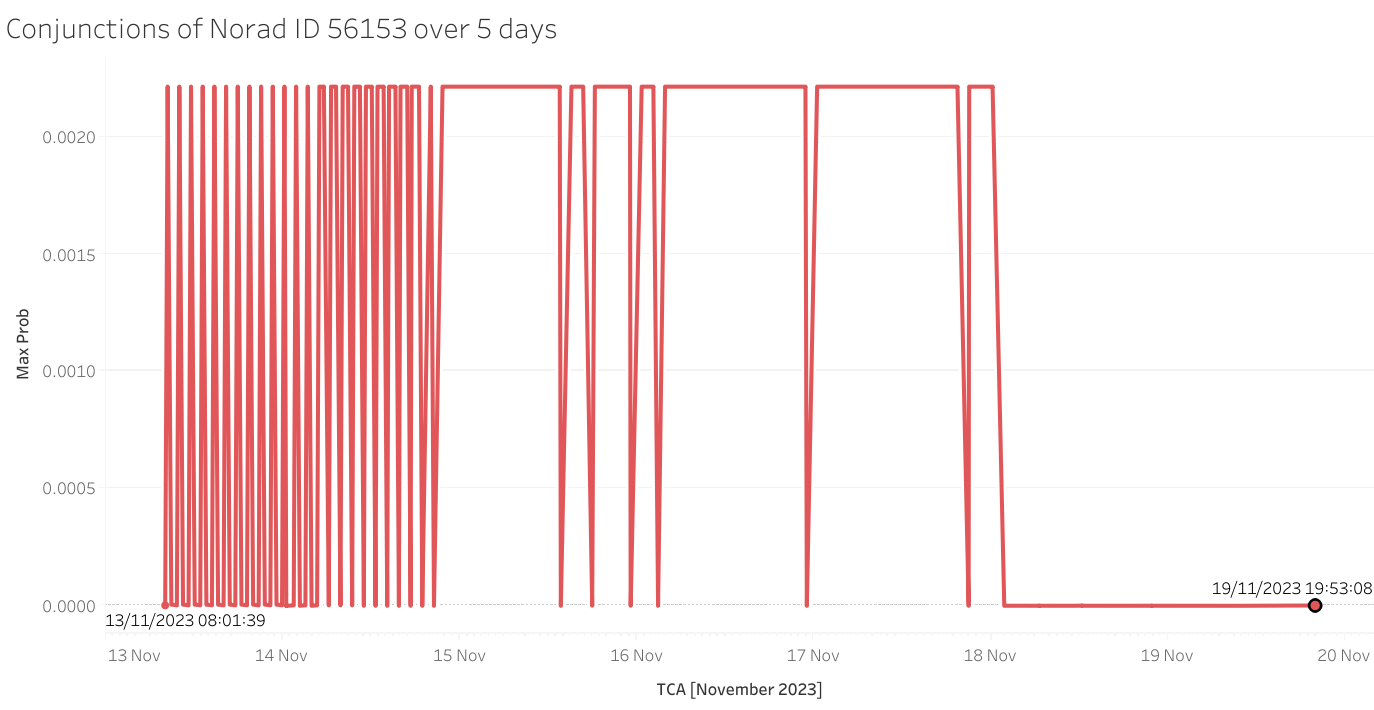 Conjunctions of Norad ID 56153 over 5 days
0.0020
0.0015
0.0010
0.0005
0.0000
Max Prob
13/11/2023 08:01:39
19/11/2023 19:53:08
13 Nov
14 Nov
15 Nov
16 Nov
17 Nov
18 Nov
19 Nov
20 Nov
TCA [November 2023]